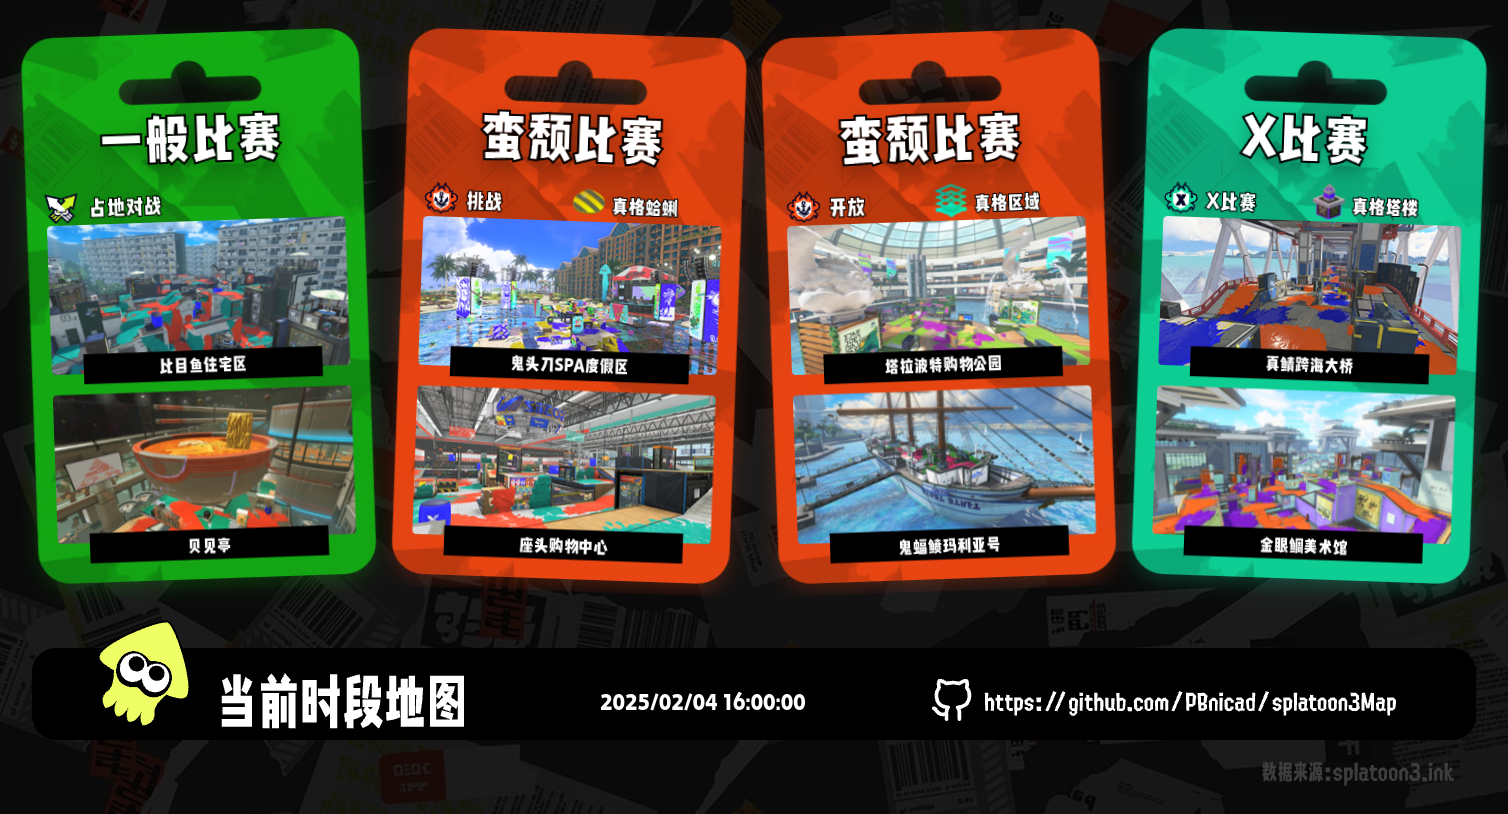 一般比赛
占地对战
比目鱼住宅区
贝见亭
蛮颓比赛
挑战
真格蛤蜊
鬼头刀SPA度假区
座头购物中心
蛮颓比赛
开放
真格区域
塔拉波特购物公园
鬼蝠鲼玛利亚号
X比赛
X比赛
真格塔楼
真鲭跨海大桥
金眼鲷美术馆
当前时段地图
2025/02/04 16:00:00
https://github.com/PBnicad/splatoon3Map
数据来源:splatoon3.ink